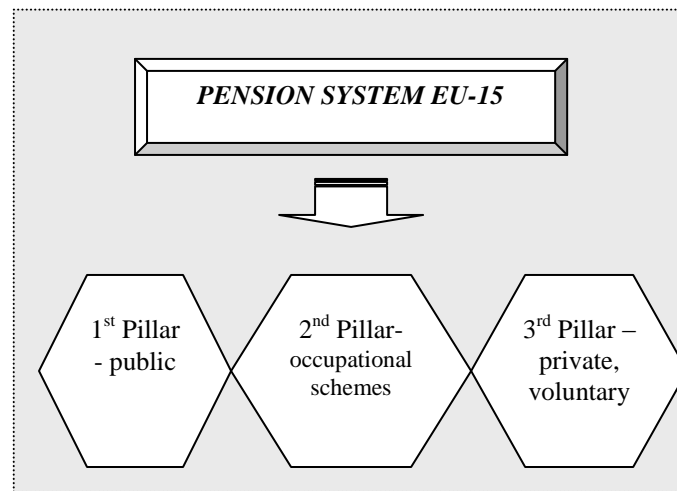 PENSION SYSTEM EU-15
1st Pillar
- public
2nd Pillar-
occupational
schemes
3rd Pillar –
private,
voluntary